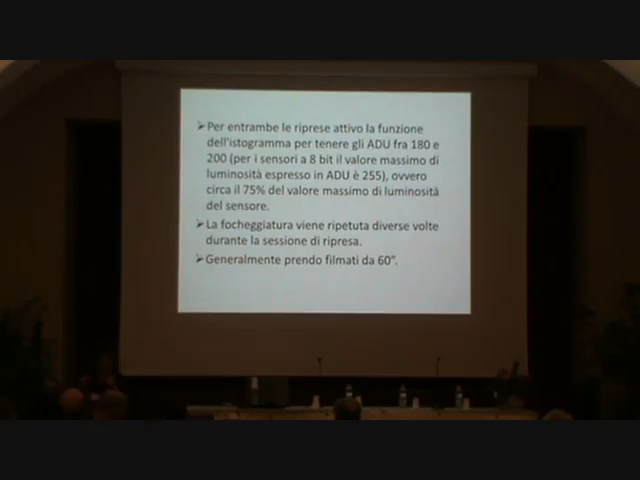 ➢Per entrambe le riprese attivo la funzione
dell'istogramma per tenere gli ADU fra 180 e
200 (per i sensori a 8 bit il valore massimo di
luminosità espresso in ADU è 255), ovvero
circa il 75% del valore massimo di luminosità
del sensore.
➢La focheggiatura viene ripetuta diverse volte
durante la sessione di ripresa.
➢Generalmente prendo filmati da 60”.